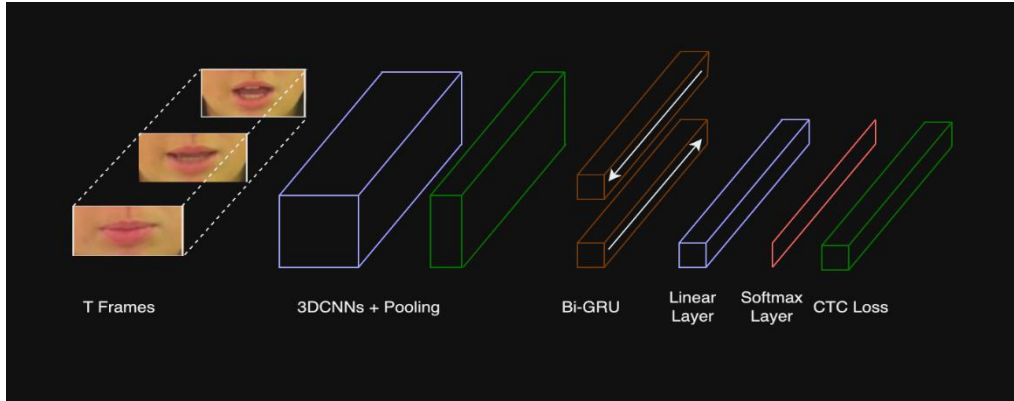 T Frames
3DCNNs + Pooling
Bi-GRU
Linear
Layer
Softmax
Layer
CTC Loss